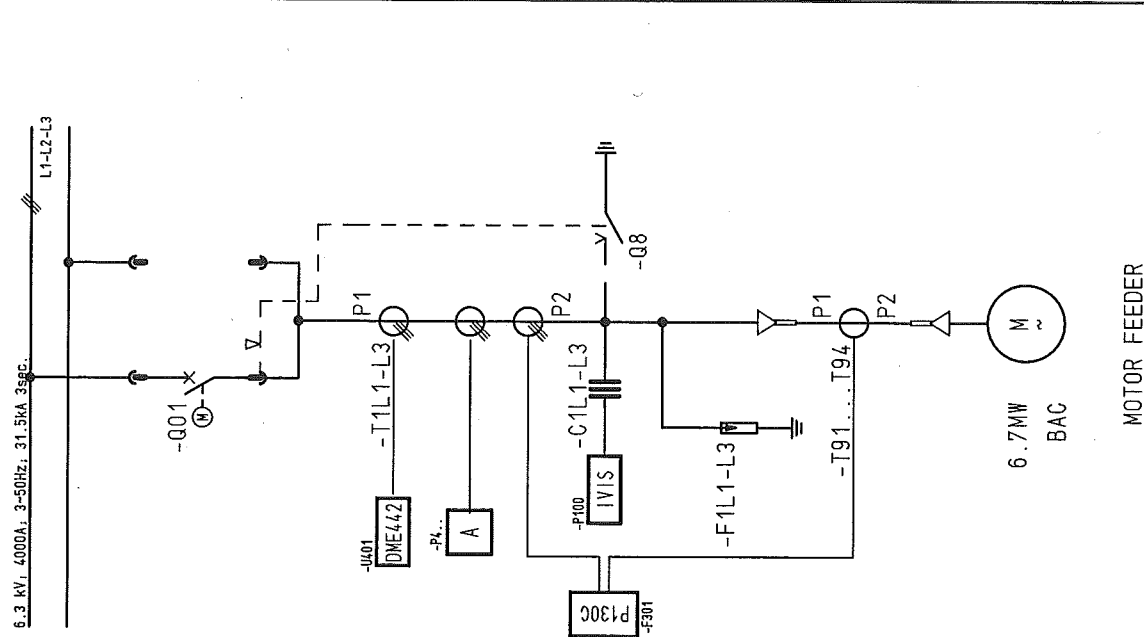 6.3 kV; 4000A; 3~50Hz; 31.5kA 3sec.
L1-L2-L3
-Q01
M
P1
-T1L1-L3
-U401
DME442
-P4..
A
P2
-Q8
-C1L1-L3
-P100
IVIS
-F1L1-L3
P130C
-F301
P1
-T91...T94
P2
M
~
6.7MW
BAC
MOTOR FEEDER